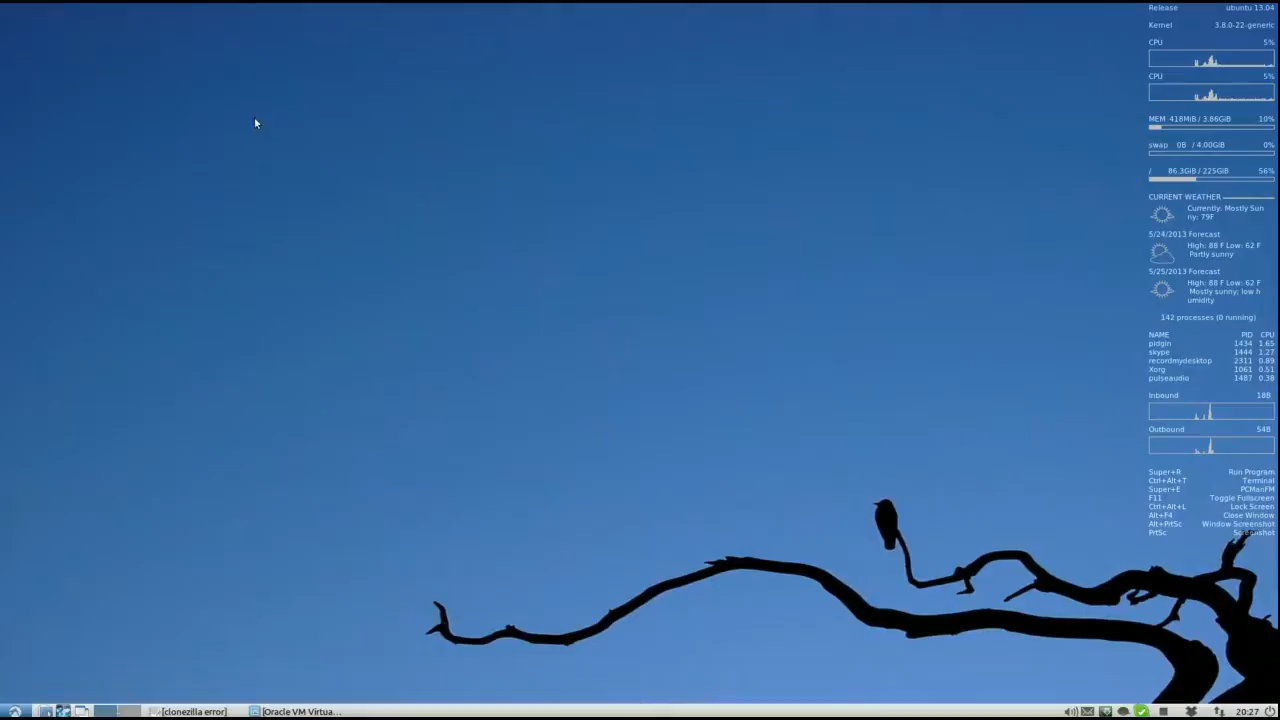 Release ubuntu 13.04
Kernel 3.8.0-22-generic
CPU 5%
CPU 5%
MEM 418MiB / 3.86GiB 10%
swap 0B / 4.00GiB 0%
/ 86.3GiB / 225GiB 56%
CURRENT WEATHER
Currently: Mostly Sun
ny: 79F
5/24/2013 Forecast
High: 88 F Low: 62 F
Partly sunny
5/25/2013 Forecast
High: 88 F Low: 62 F
Mostly sunny; low h
umidity
142 processes (0 running)
NAME PID CPU
pidgin 1434 1.65
skype 1444 1.27
recordmydesktop 2311 0.89
Xorg 1061 0.51
pulseaudio 1487 0.38
Inbound 18B
Outbound 54B
Super+R Run Program
Ctrl+Alt+T Terminal
Super+E PCManFM
F11 Toggle Fullscreen
Ctrl+Alt+L Lock Screen
Alt+F4 Close Window
Alt+PrtSc Window Screenshot
PrtSc Screenshot
[clonezilla error] [Oracle VM Virtua... 20:27